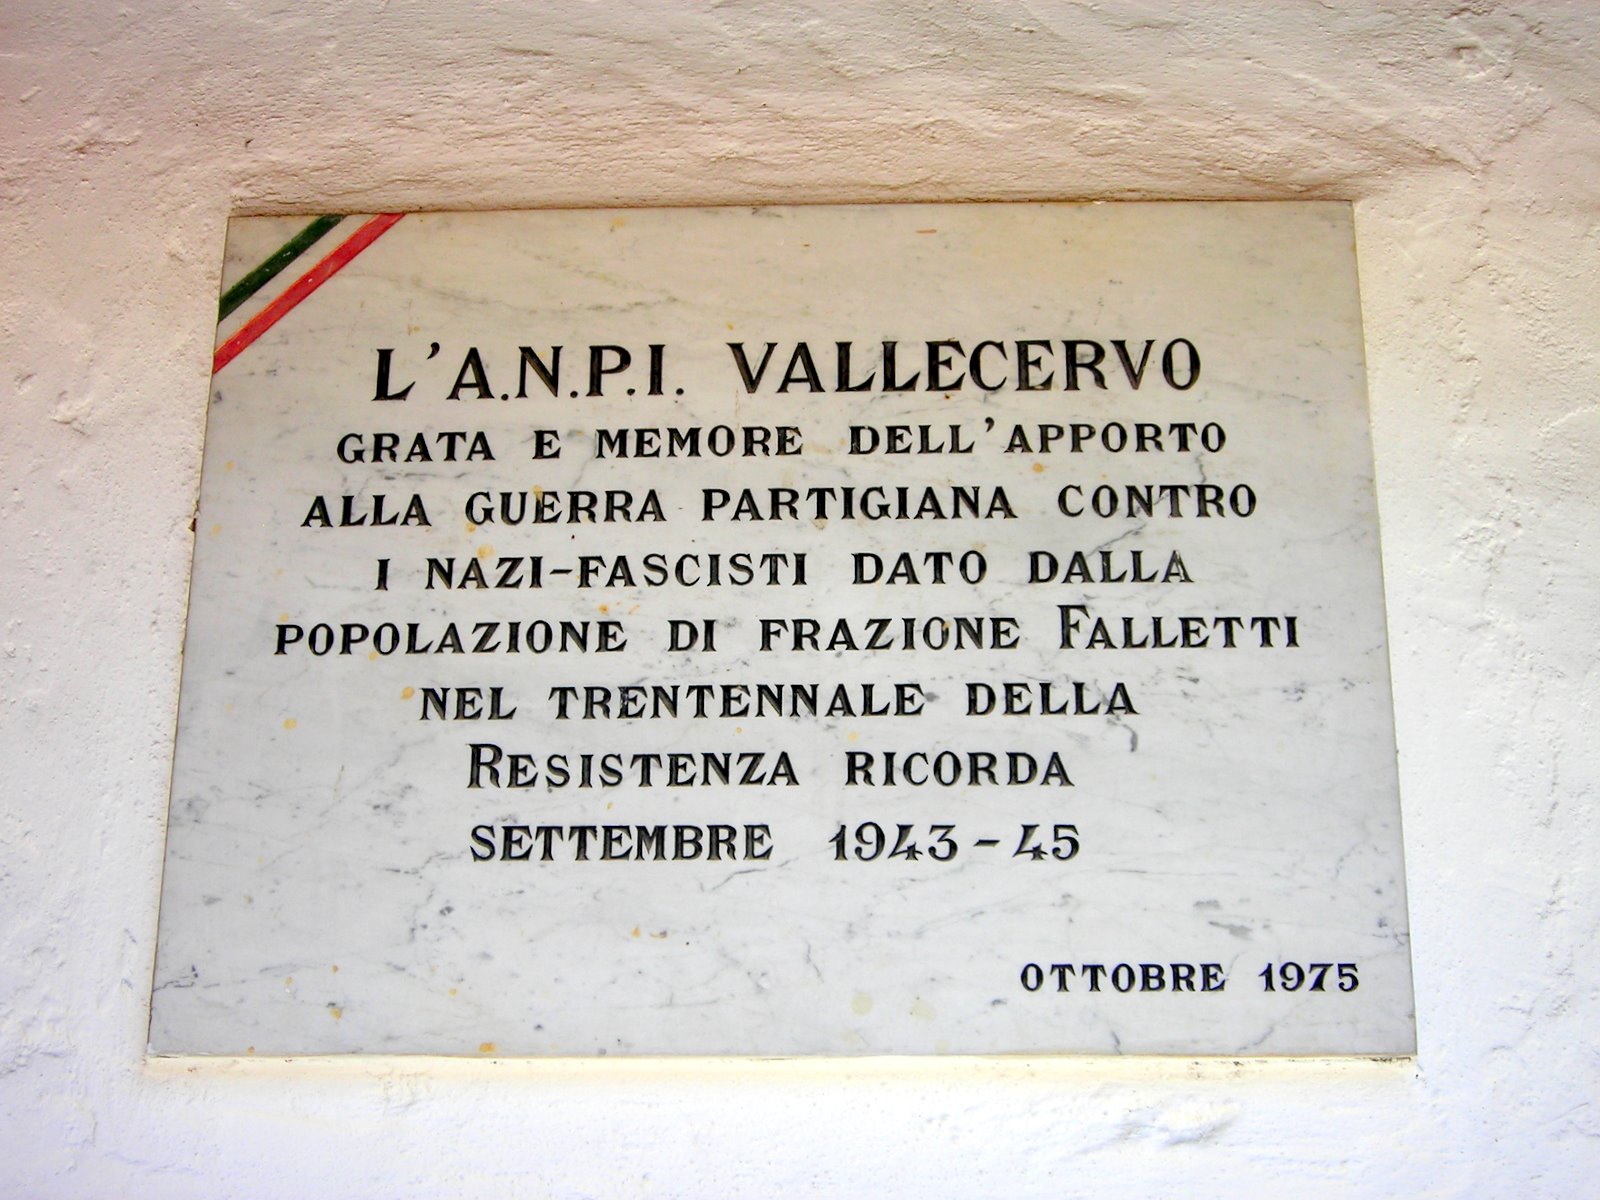 L'A.N.P.I. VALLECERVO
GRATA E MEMORE DELL'APPORTO
ALLA GUERRA PARTIGIANA CONTRO
I NAZI-FASCISTI DATO DALLA
POPOLAZIONE DI FRAZIONE FALLETTI
NEL TRENTENNALE DELLA
RESISTENZA RICORDA
SETTEMBRE 1943-45
OTTOBRE 1975